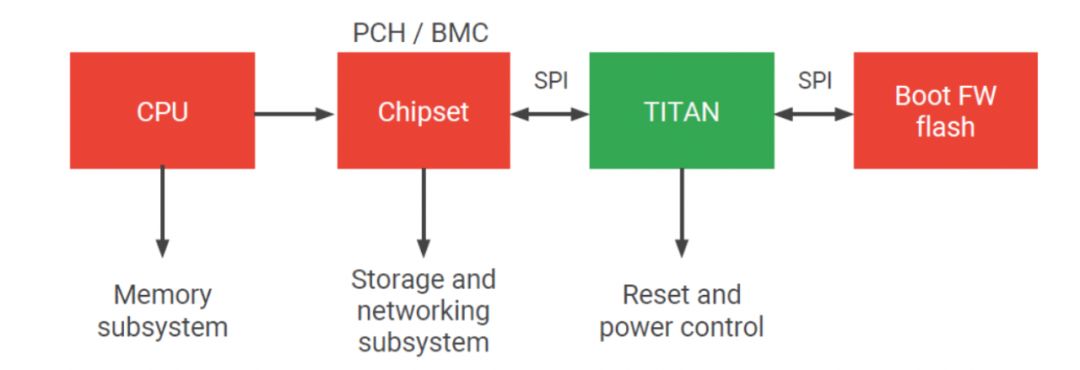 PCH / BMC
CPU
Chipset
SPI
TITAN
SPI
Boot FW
flash
Memory
subsystem
Storage and
networking
subsystem
Reset and
power control